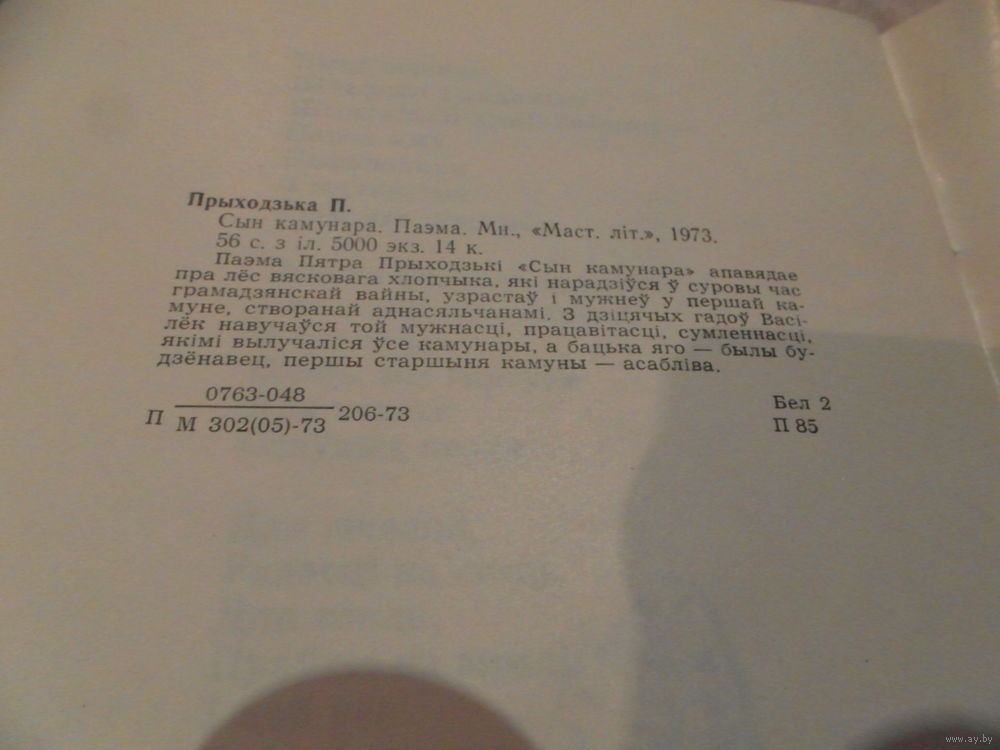 Прыходзька П.
Сын камунара. Паэма. Мн., «Маст. літ.», 1973.
56 с. з іл. 5000 экз. 14 к.
Паэма Пятра Прыходзькі «Сын камунара» апавядае
пра лёс вясковага хлопчыка, які нарадзіўся ў суровы час
грамадзянскай вайны, узрастаў і мужнеў у першай ка-
муне, створанай аднасяльчанамі. З дзіцячых гадоў Васі-
лёк навучаўся той мужнасці, працавітасці, сумленнасці,
якімі вылучаліся ўсе камунары, а бацька яго — былы бу-
дзёнавец, першы старшыня камуны — асабліва.
П 0763-048
М 302(05)-73 206-73
Бел 2
П 85
www.ay.by